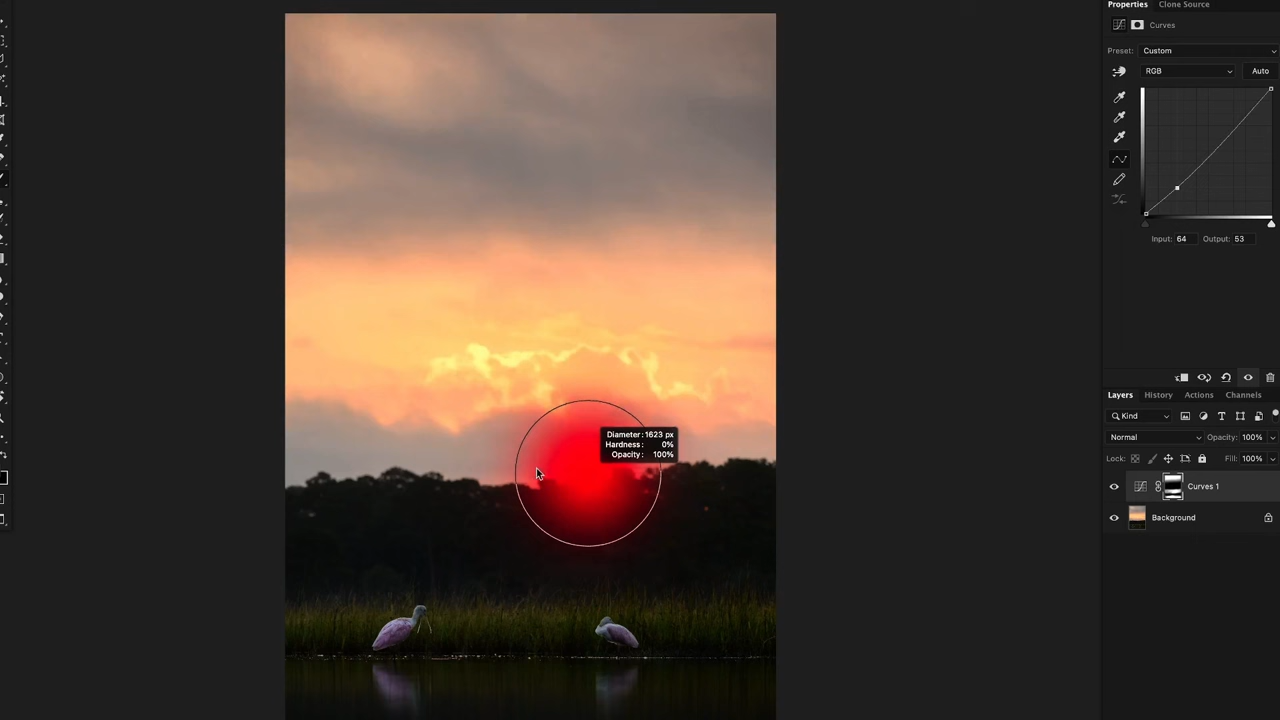 Properties Clone Source
Curves
Preset: Custom
RGB Auto
Input: 64 Output: 53
Diameter: 1623 px
Hardness: 0%
Opacity: 100%
Layers History Actions Channels
Kind
Normal Opacity: 100%
Lock: Fill: 100%
Curves 1
Background